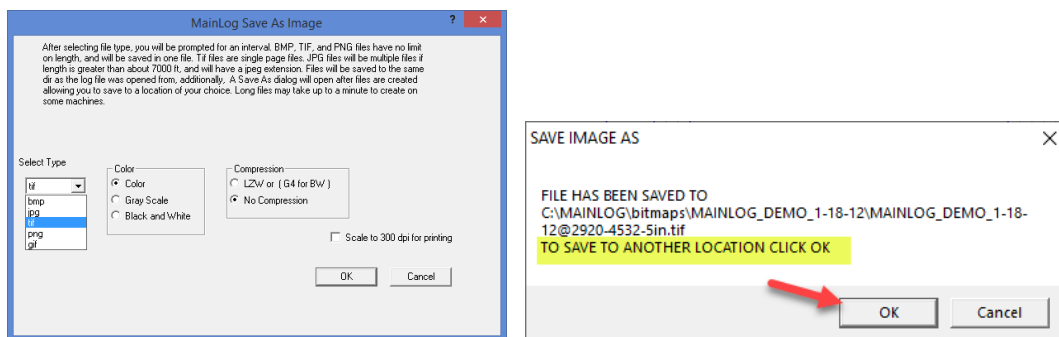 MainLog Save As Image
?
×
After selecting file type, you will be prompted for an interval. BMP, TIF, and PNG files have no limit
on length, and will be saved in one file. Tif files are single page files. JPG files will be multiple files if
length is greater than about 7000 ft, and will have a jpeg extension. Files will be saved to the same
dir as the log file was opened from, additionally, A Save As dialog will open after files are created
allowing you to save to a location of your choice. Long files may take up to a minute to create on
some machines.
Select Type
tif
bmp
jpg
tif
png
gif
Color
Color
Gray Scale
Black and White
Compression
LZW or ( G4 for BW )
No Compression
Scale to 300 dpi for printing
OK
Cancel
SAVE IMAGE AS
FILE HAS BEEN SAVED TO
C:\MAINLOG\bitmaps\MAINLOG_DEMO_1-18-12\MAINLOG_DEMO_1-18-
12@2920-4532-5in.tif
TO SAVE TO ANOTHER LOCATION CLICK OK
OK
Cancel